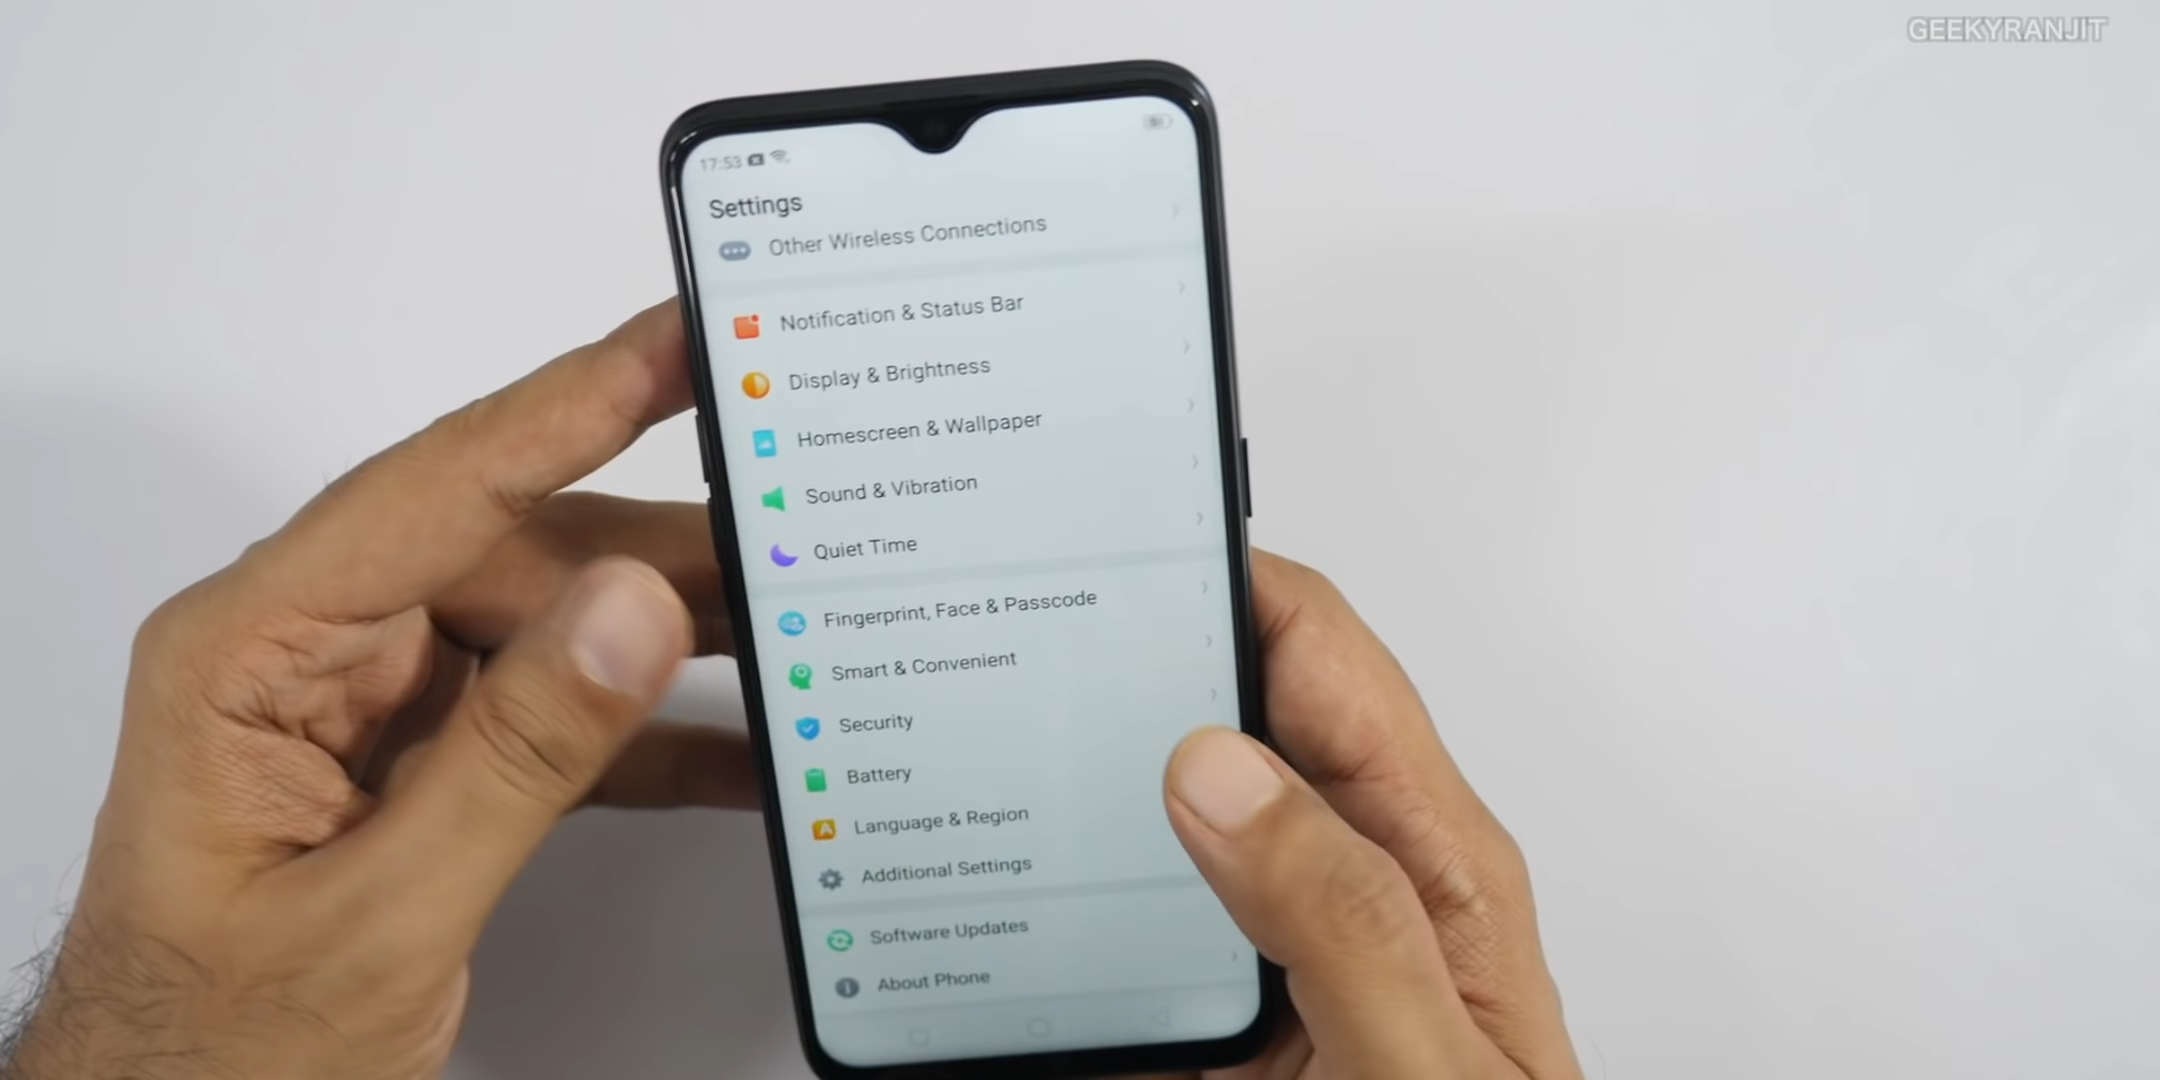 GEEKYRANJIT
17:53
Settings
Other Wireless Connections
Notification & Status Bar
Display & Brightness
Homescreen & Wallpaper
Sound & Vibration
Quiet Time
Fingerprint, Face & Passcode
Smart & Convenient
Security
Battery
Language & Region
Additional Settings
Software Updates
About Phone